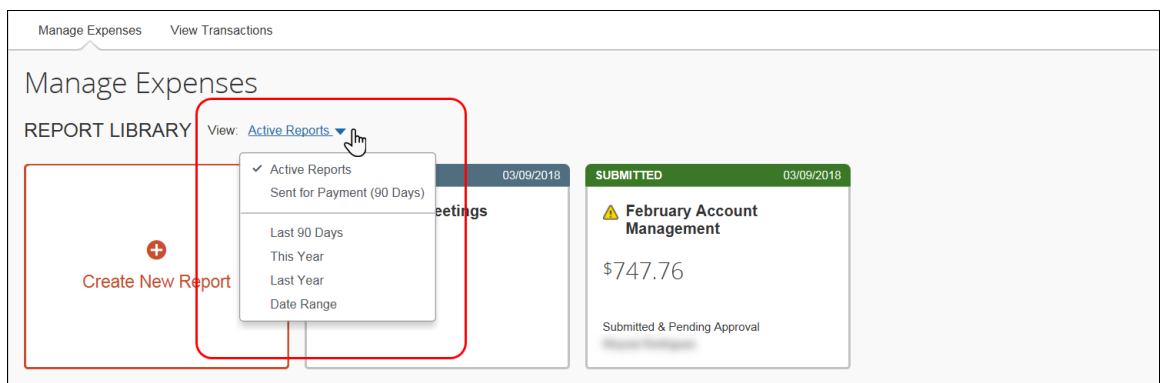 Manage Expenses View Transactions
Manage Expenses
REPORT LIBRARY View: Active Reports
Active Reports
Sent for Payment (90 Days)
Last 90 Days
This Year
Last Year
Date Range
Create New Report
03/09/2018
SUBMITTED 03/09/2018
February Account
Management
$747.76
Submitted & Pending Approval